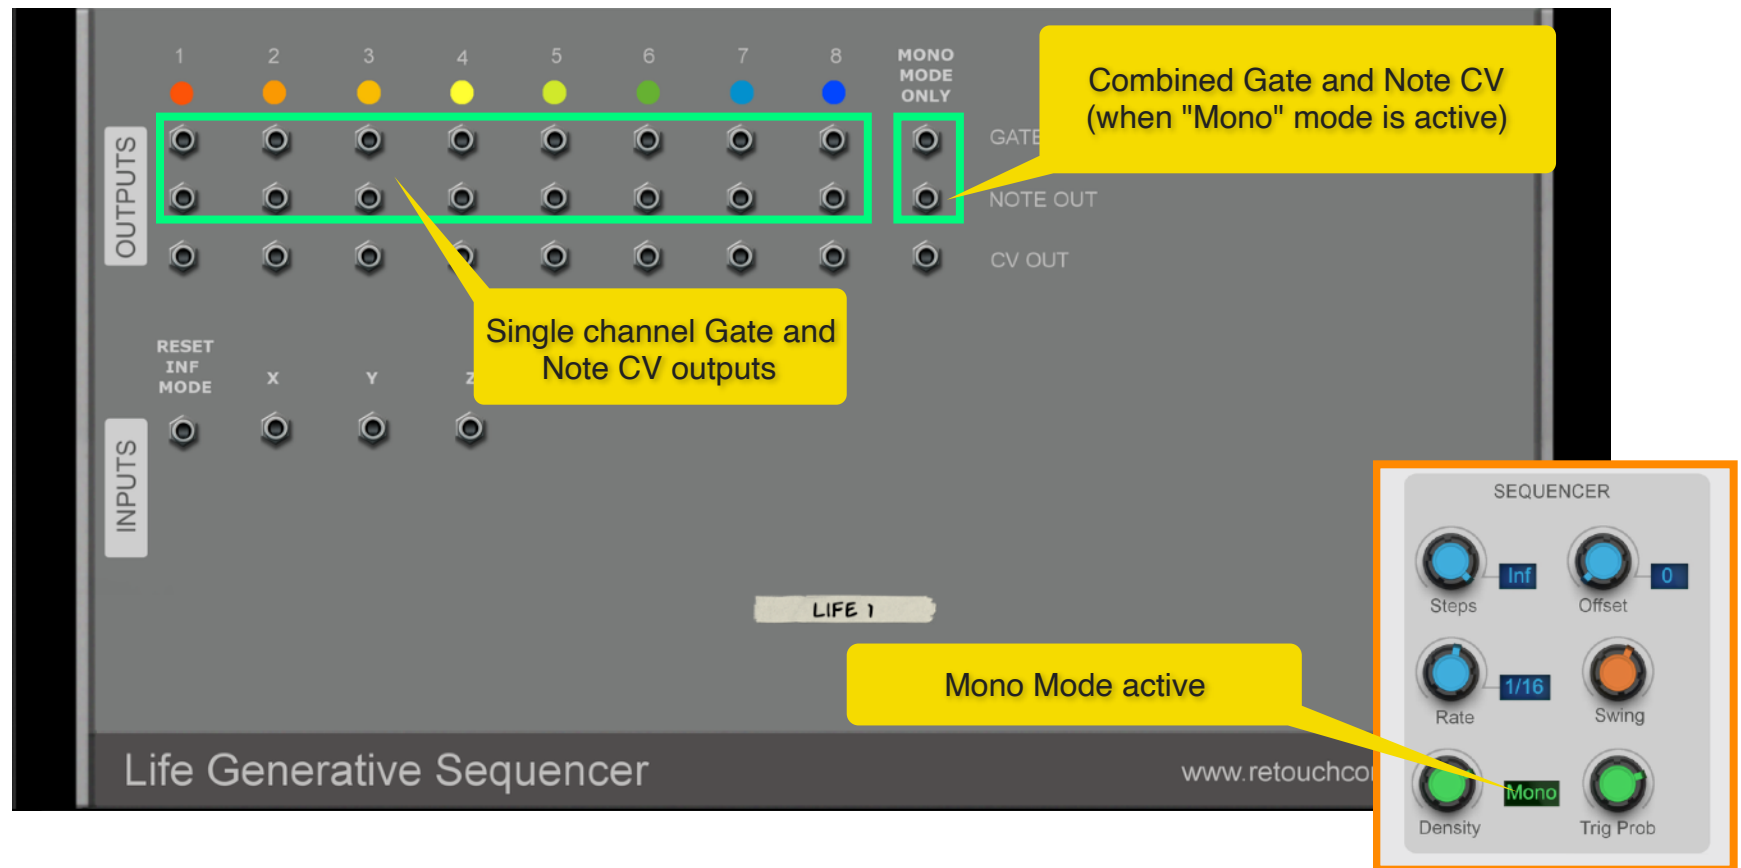 1 2 3 4 5 6 7 8
MONO
MODE
ONLY
Combined Gate and Note CV
(when "Mono" mode is active)
OUTPUTS
GATE
NOTE OUT
CV OUT
Single channel Gate and
Note CV outputs
RESET
INF
MODE
X Y Z
INPUTS
LIFE 1
SEQUENCER
Inf 0
Steps Offset
Mono Mode active
1/16
Rate Swing
Life Generative Sequencer
www.retouchco
Mono
Density Trig Prob